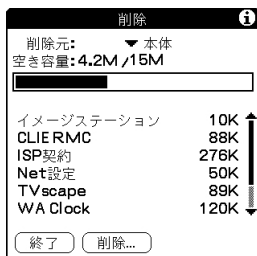 削除
削除元: 本体
空き容量:4.2M/15M
イメージステーション 10K
CLIE RMC 88K
ISP契約 276K
Net設定 50K
TVscape 89K
WA Clock 120K
終了 削除...